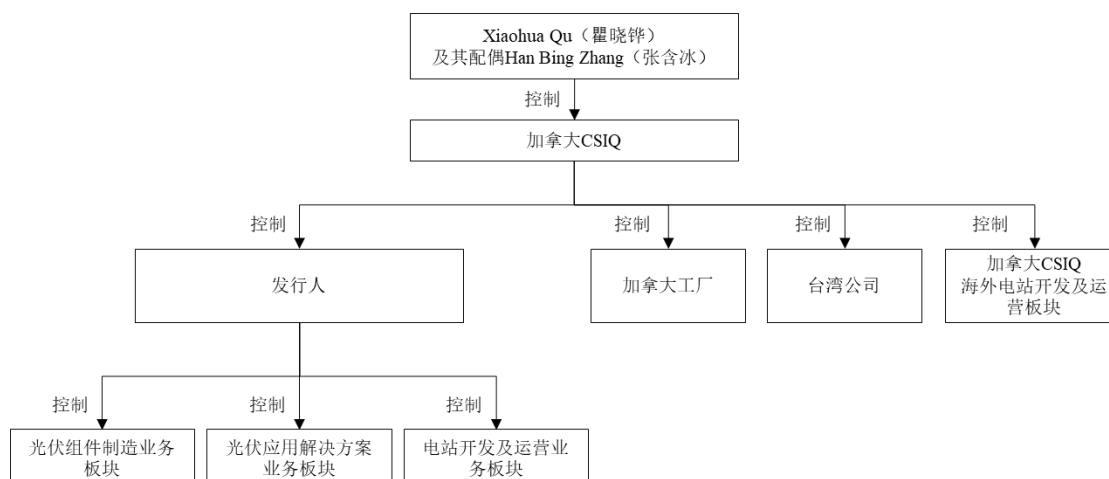 Xiaohua Qu（瞿晓铧）
及其配偶Han Bing Zhang（张含冰）
控制
加拿大CSIQ
控制
控制
控制
控制
发行人
加拿大工厂
台湾公司
加拿大CSIQ
海外电站开发及运
营板块
控制
控制
控制
光伏组件制造业务
板块
光伏应用解决方案
业务板块
电站开发及运营业
务板块